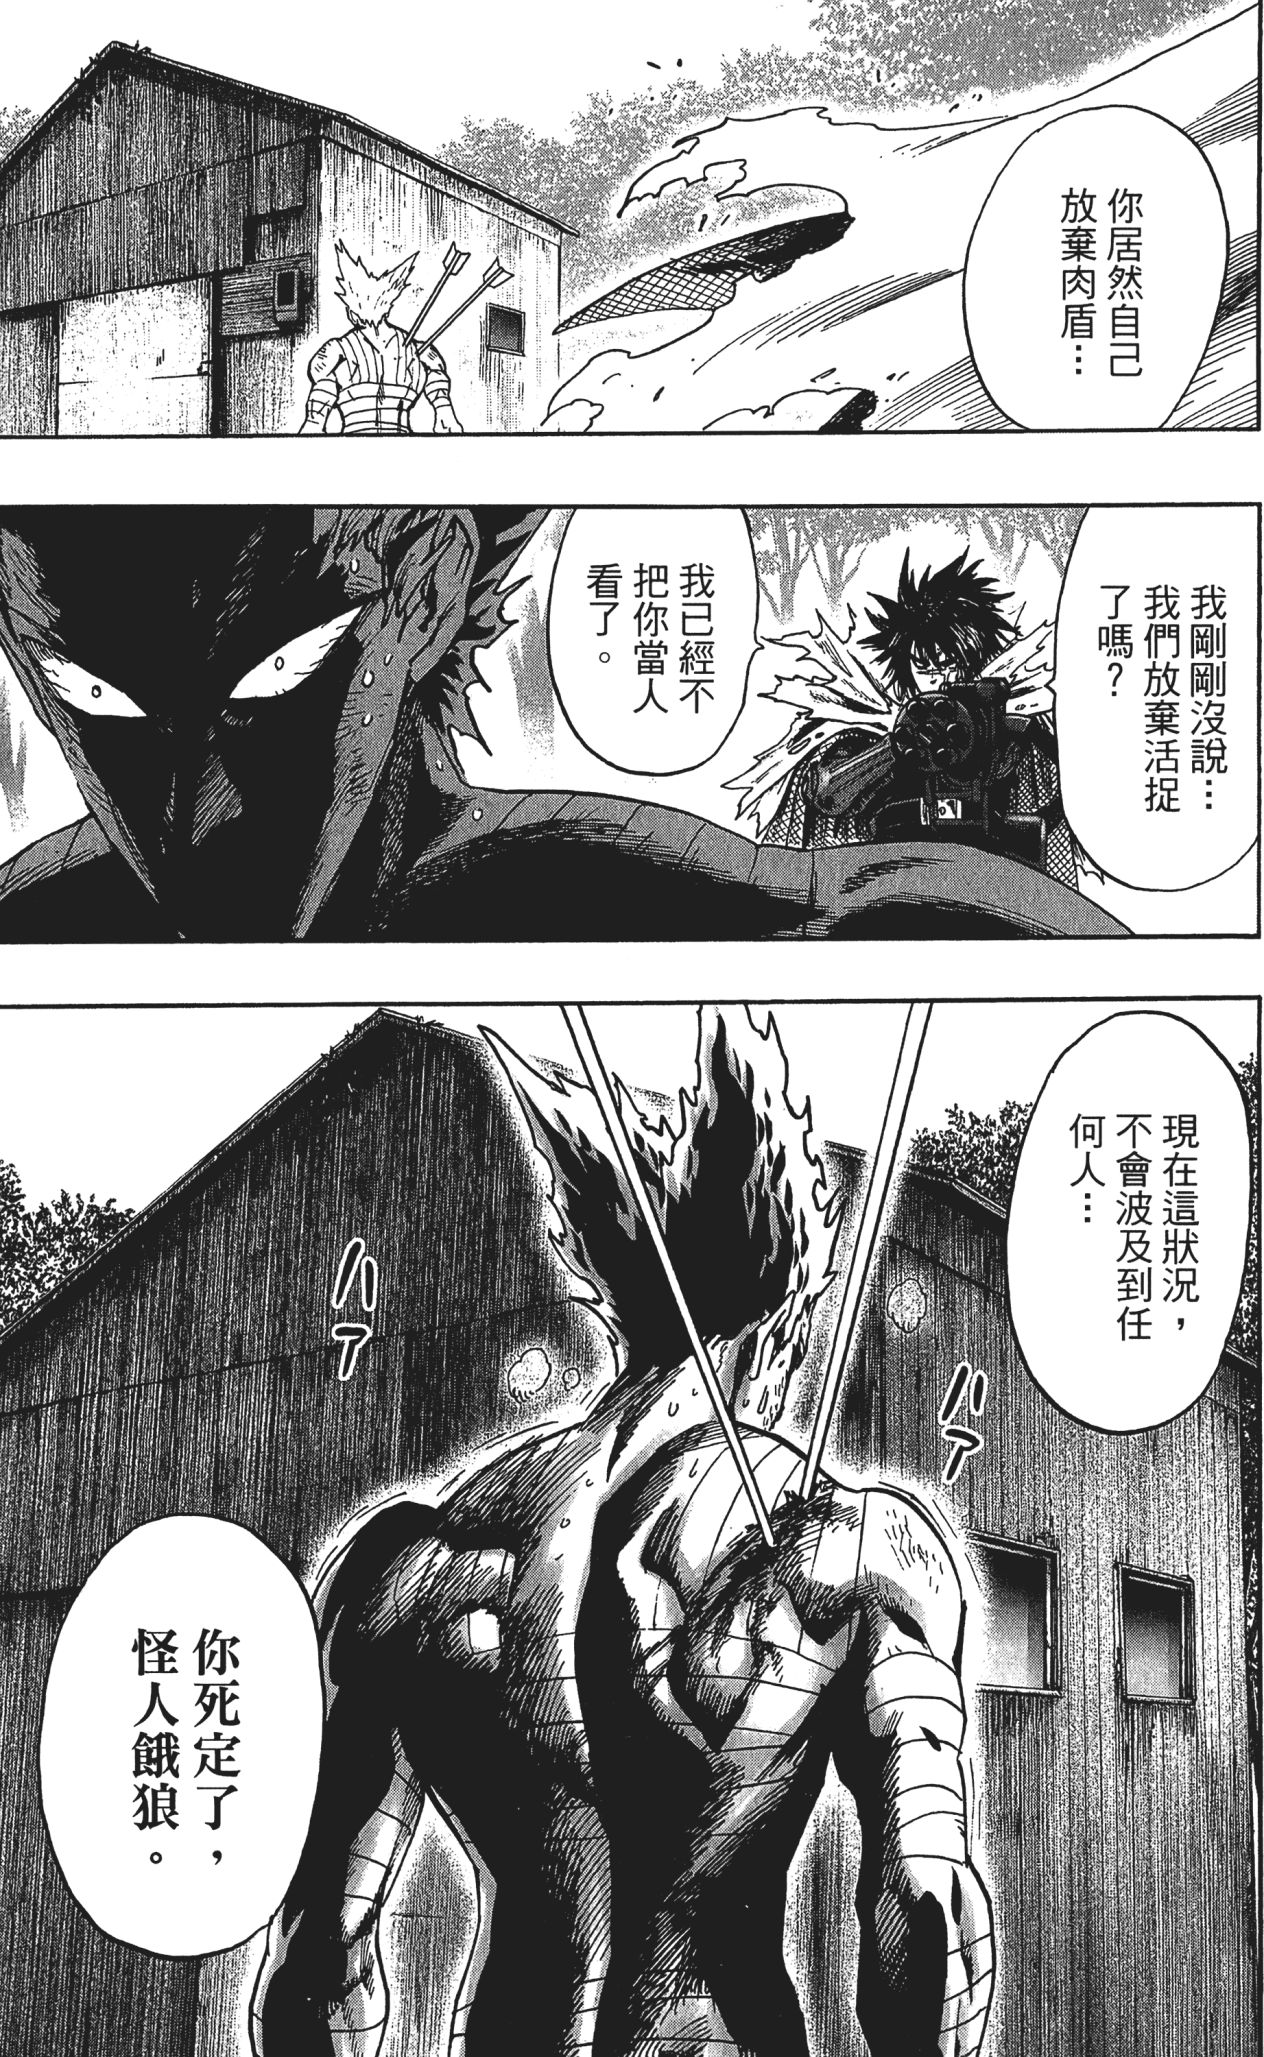 你居然自己
放棄肉盾…
我剛剛沒說…
我們放棄活捉
了嗎？
我已經不
把你當人
看了。
現在這狀況，
不會波及到任
何人…
ハァ
ハァ
你死定了，
怪人餓狼。